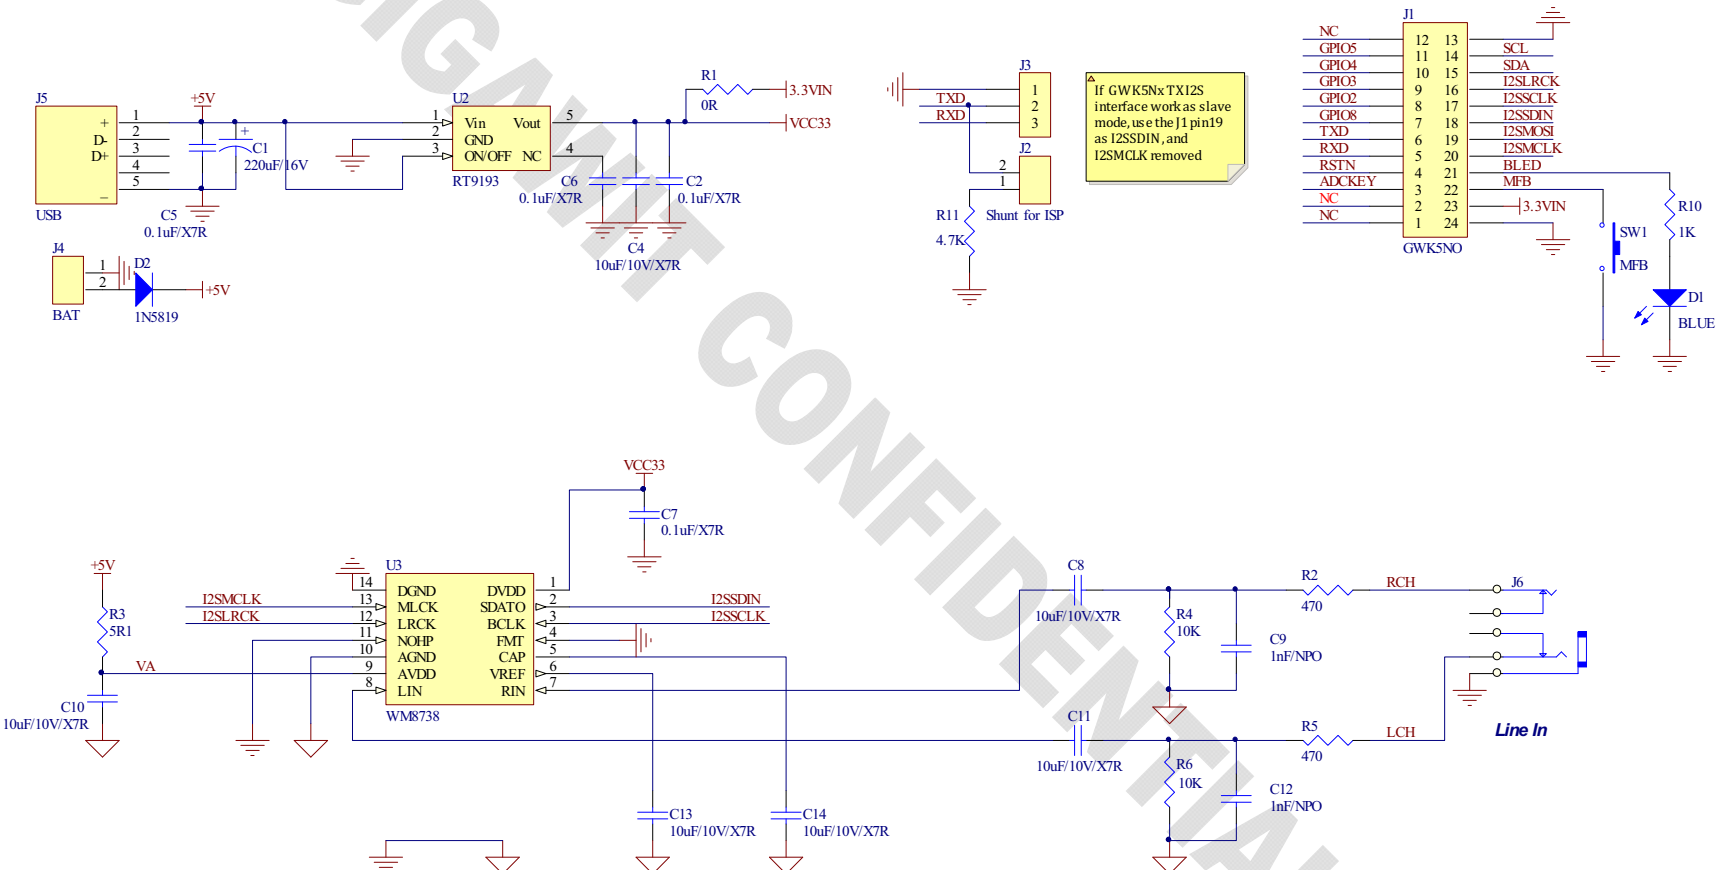 GIGAWIT CONFIDENTIAL
J5
USB
+
D-
D+
_
1
2
3
4
5
+5V
+
C1
220uF/16V
C5
0.1uF/X7R
U2
Vin
GND
ON/OFF
Vout
NC
1
2
3
5
4
RT9193
R1
0R
3.3VIN
VCC33
C6
0.1uF/X7R
C2
0.1uF/X7R
C4
10uF/10V/X7R
J4
1
2
BAT
D2
1N5819
+5V
J3
1
2
3
TXD
RXD
J2
2
1
R11
4.7K
Shunt for ISP
If GWK5Nx TXI2S
interface work as slave
mode, use the J1 pin19
as I2SSDIN, and
I2SMCLK removed
J1
NC 12 13
GPIO5 11 14 SCL
GPIO4 10 15 SDA
GPIO3 9 16 I2SLRCK
GPIO2 8 17 I2SSCLK
GPIO8 7 18 I2SSDIN
TXD 6 19 I2SMOSI
RXD 5 20 I2SMCLK
RSTN 4 21 BLED
ADCKEY 3 22 MFB
NC 2 23 3.3VIN
NC 1 24
GWK5NO
SW1
MFB
R10
1K
D1
BLUE
VCC33
C7
0.1uF/X7R
+5V
R3
5R1
VA
C10
10uF/10V/X7R
U3
14 DGND DVDD 1
I2SMCLK 13 MLCK SDATO 2 I2SSDIN
I2SLRCK 12 LRCK BCLK 3 I2SSCLK
11 NOHP FMT 4
10 AGND CAP 5
9 AVDD VREF 6
8 LIN RIN 7
WM8738
C8
10uF/10V/X7R
R4
10K
C9
1nF/NPO
R2
470
RCH
J6
C11
10uF/10V/X7R
R6
10K
C12
1nF/NPO
R5
470
LCH
Line In
C13
10uF/10V/X7R
C14
10uF/10V/X7R